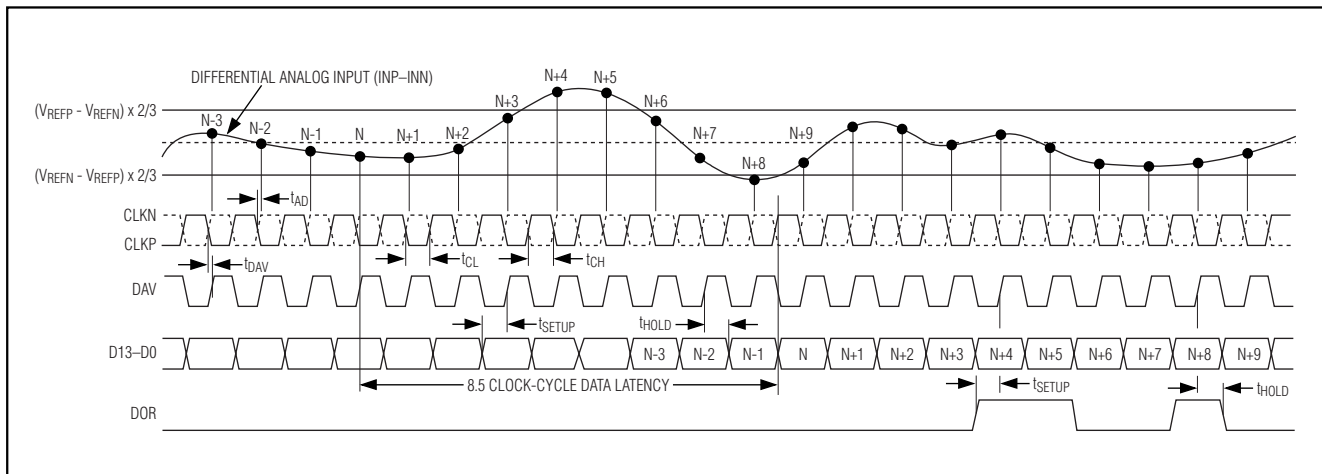 DIFFERENTIAL ANALOG INPUT (INP–INN)
N+4
N+5
N+3
N+6
(VREFP - VREFN) x 2/3
N-3
N-2
N-1
N
N+1
N+2
N+7
N+9
N+8
(VREFN - VREFP) x 2/3
tAD
CLKN
CLKP
tDAV
tCL
tCH
DAV
tSETUP
tHOLD
D13–D0
N-3
N-2
N-1
N
N+1
N+2
N+3
N+4
N+5
N+6
N+7
N+8
N+9
8.5 CLOCK-CYCLE DATA LATENCY
tSETUP
tHOLD
DOR